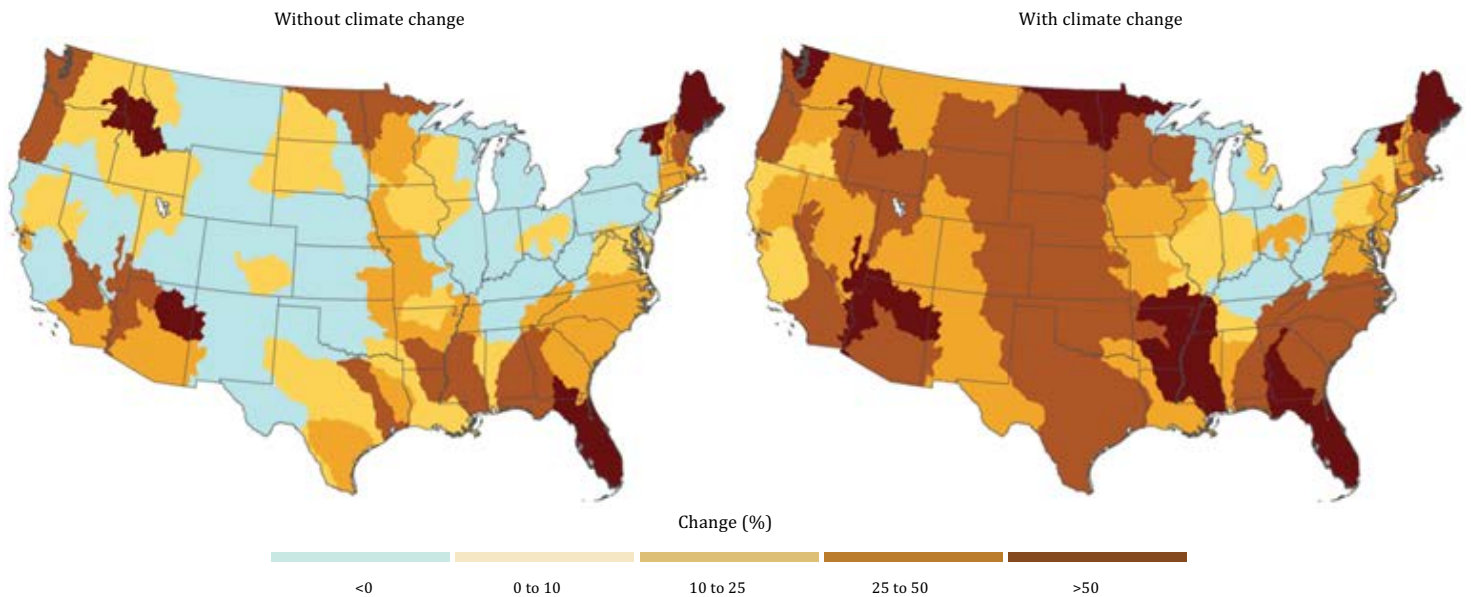 Without climate change
With climate change
Change (%)
<0
0 to 10
10 to 25
25 to 50
>50